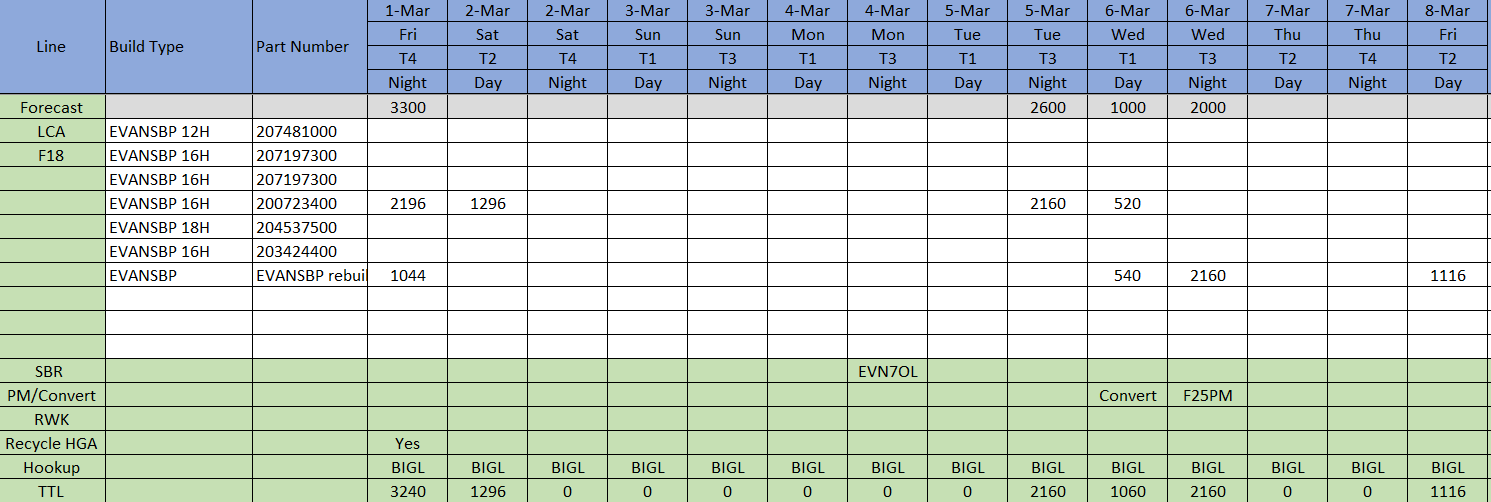 1-Mar 2-Mar 2-Mar 3-Mar 3-Mar 4-Mar 4-Mar 5-Mar 5-Mar 6-Mar 6-Mar 7-Mar 7-Mar 8-Mar
Line Build Type Part Number Fri Sat Sat Sun Sun Mon Mon Tue Tue Wed Wed Thu Thu Fri
T4 T2 T4 T1 T3 T1 T3 T1 T3 T1 T3 T2 T4 T2
Night Day Night Day Night Day Night Day Night Day Night Day Night Day
Forecast 3300 2600 1000 2000
LCA EVANSBP 12H 207481000
F18 EVANSBP 16H 207197300
EVANSBP 16H 207197300
EVANSBP 16H 200723400 2196 1296 2160 520
EVANSBP 18H 204537500
EVANSBP 16H 203424400
EVANSBP EVANSBP rebuil 1044 540 2160 1116
SBR EVN7OL
PM/Convert Convert F25PM
RWK
Recycle HGA Yes
Hookup BIGL BIGL BIGL BIGL BIGL BIGL BIGL BIGL BIGL BIGL BIGL BIGL BIGL BIGL
TTL 3240 1296 0 0 0 0 0 0 2160 1060 2160 0 0 1116